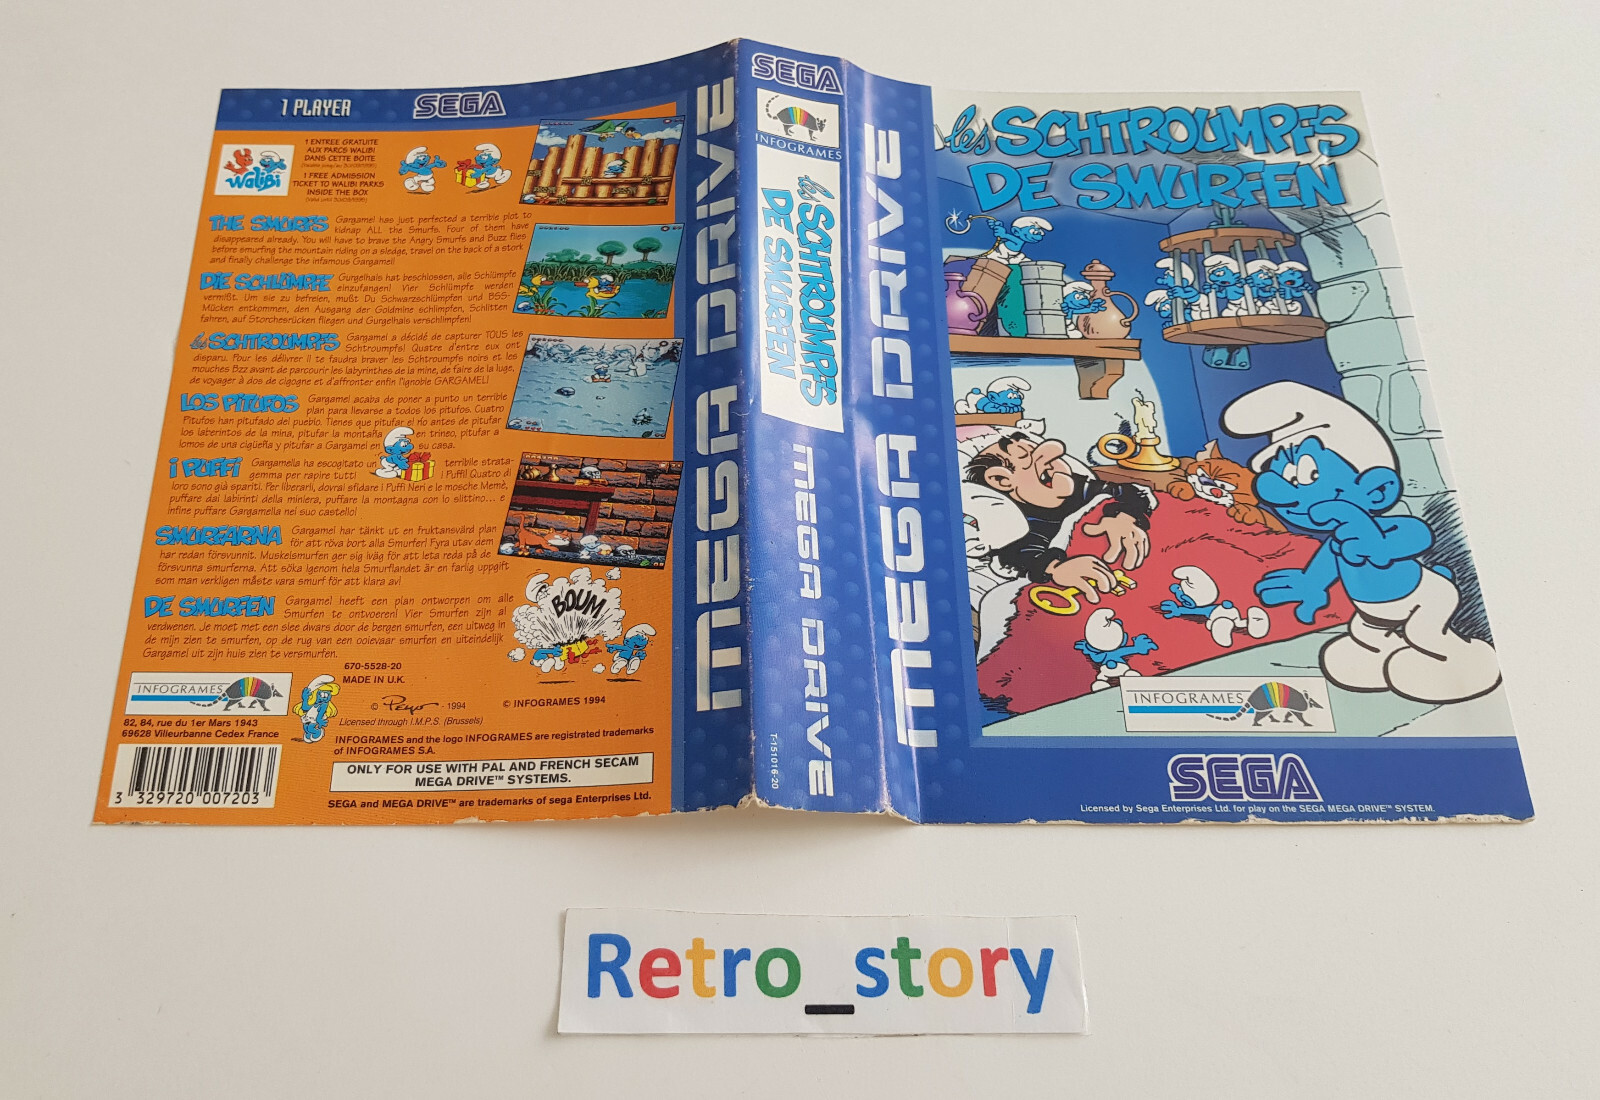 1 PLAYER
SEGA
Walibi
1 ENTREE GRATUITE
AUX PARCS WALIBI
DANS CETTE BOITE
1 FREE ADMISSION
TICKET TO WALIBI PARKS
INSIDE THE BOX
THE SMURFS Gargamel has just perfected a terrible plot to
kidnap ALL the Smurfs. Four of them have
disappeared already. You will have to brave the Angry Smurfs and Buzz flies
before smurfing the mountain riding on a sledge, travel on the back of a stork
and finally challenge the infamous Gargamel!
DIE SCHLÜMPFE Gurgelhals hat beschlossen, alle Schlümpfe
einzufangen! Vier Schlümpfe werden
vermißt. Um sie zu befreien, mußt Du Schwarzschlümpfen und BSS-
Mücken entkommen, den Ausgang der Goldmine schlimpfen, Schlitten
fahren, auf Storchesrücken fliegen und Gurgelhals verschlimpfen!
les SCHTROUMPFS Gargamel a décidé de capturer TOUS les
Schtroumpfs! Quatre d'entre eux ont
disparu. Pour les délivrer il te faudra braver les Schtroumpfs noirs et les
mouches Bzz avant de parcourir les labyrinthes de la mine, de faire de la luge,
de voyager à dos de cigogne et d'affronter enfin l'ignoble GARGAMEL!
LOS PITUFOS Gargamel acaba de poner a punto un terrible
plan para llevarse a todos los pitufos. Cuatro
Pitufos han pitufado del pueblo. Tienes que pitufar el río antes de pitufar
los laberintos de la mina, pitufar la montaña en trineo, pitufar a
lomos de una cigüeña y pitufar a Gargamel en su casa.
i PUFFi Gargamella ha escogitato un terribile strata-
gemma per rapire tutti i Puffi! Quatro di
loro sono già spariti. Per liberarli, dovrai sfidare i Puffi Neri e le mosche Memè,
puffare dai labirinti della miniera, puffare la montagna con lo slittino... e
infine puffare Gargamella nel suo castello!
SMURFARNA Gargamel har tänkt ut en fruktansvärd plan
för att röva bort alla Smurfer! Fyra utav dem
har redan försvunnit. Muskelsmurfen ger sig iväg för att leta reda på de
försvunna smurferna. Att söka igenom hela Smurflandet är en farlig uppgift
som man verkligen måste vara smurf för att klara av!
DE SMURFEN Gargamel heeft een plan ontworpen om alle
Smurfen te ontvoeren! Vier Smurfen zijn al
verdwenen. Je moet met een slee dwars door de bergen smurfen, een uitweg in
de mijn zien te smurfen, op de rug van een ooievaar smurfen en uiteindelijk
Gargamel uit zijn huis zien te versmurfen.
BOUM
670-5528-20
MADE IN U.K.
INFOGRAMES
82, 84, rue du 1er Mars 1943
69628 Villeurbanne Cedex France
© Peyo - 1994
© INFOGRAMES 1994
Licensed through I.M.P.S. (Brussels)
INFOGRAMES and the logo INFOGRAMES are registered trademarks
of INFOGRAMES S.A.
ONLY FOR USE WITH PAL AND FRENCH SECAM
MEGA DRIVE™ SYSTEMS.
SEGA and MEGA DRIVE™ are trademarks of sega Enterprises Ltd.
3 329720 007203
MEGA DRIVE
SEGA
INFOGRAMES
les SCHTROUMPFS
DE SMURFEN
MEGA DRIVE
T-151016-20
MEGA DRIVE
les SCHTROUMPFS
DE SMURFEN
INFOGRAMES
SEGA
Licensed by Sega Enterprises Ltd. for play on the SEGA MEGA DRIVE™ SYSTEM.
Retro_story